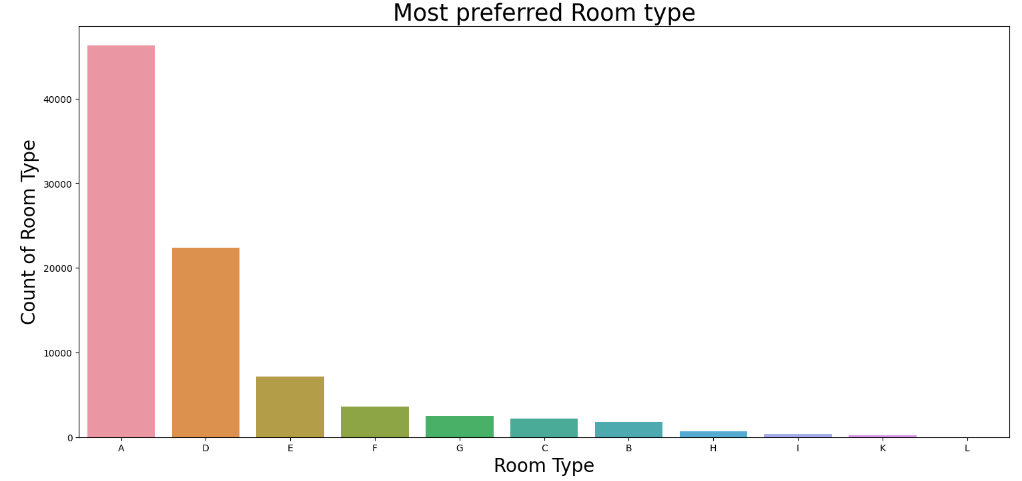 Most preferred Room type
Count of Room Type
40000
30000
20000
10000
0
A D E F G C B H I K L
Room Type